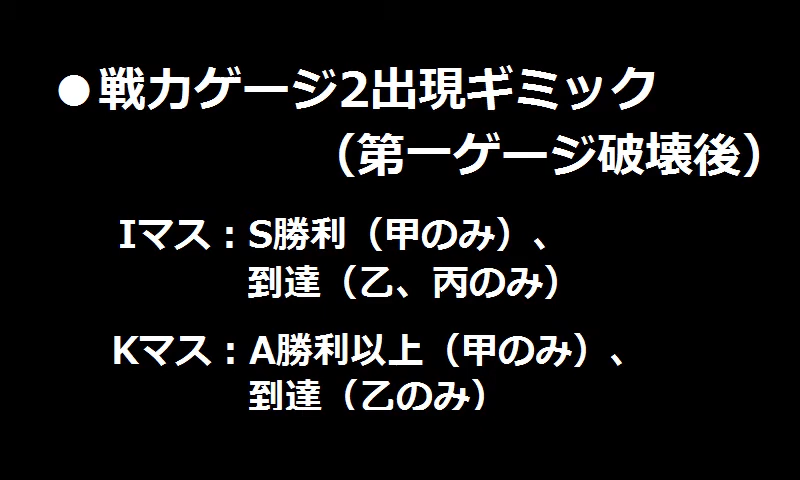 ●戦力ゲージ2出現ギミック
（第一ゲージ破壊後）
Iマス：S勝利（甲のみ）、
到達（乙、丙のみ）
Kマス：A勝利以上（甲のみ）、
到達（乙のみ）